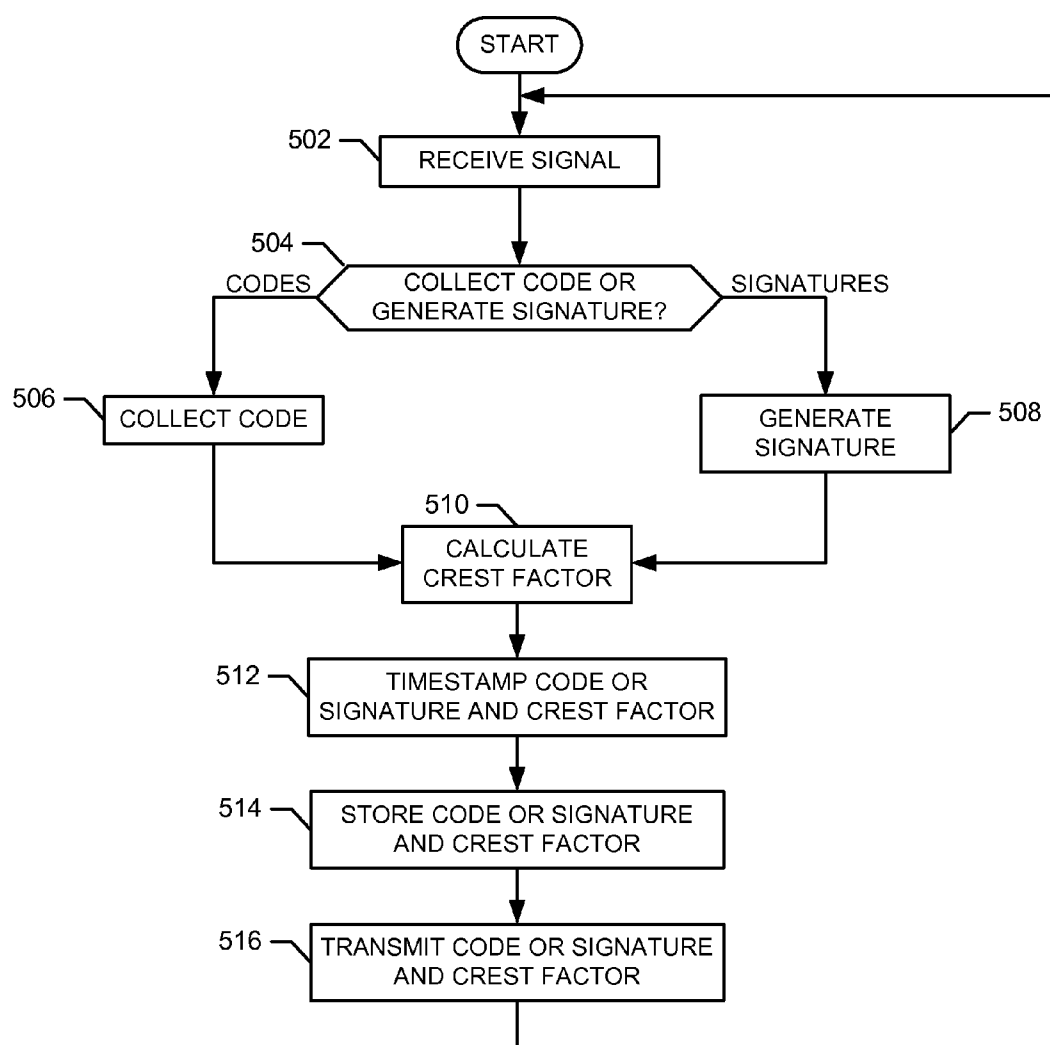 START
502
RECEIVE SIGNAL
504
COLLECT CODE OR
GENERATE SIGNATURE?
CODES
SIGNATURES
506
COLLECT CODE
GENERATE
SIGNATURE
508
510
CALCULATE
CREST FACTOR
512
TIMESTAMP CODE OR
SIGNATURE AND CREST FACTOR
514
STORE CODE OR SIGNATURE
AND CREST FACTOR
516
TRANSMIT CODE OR SIGNATURE
AND CREST FACTOR